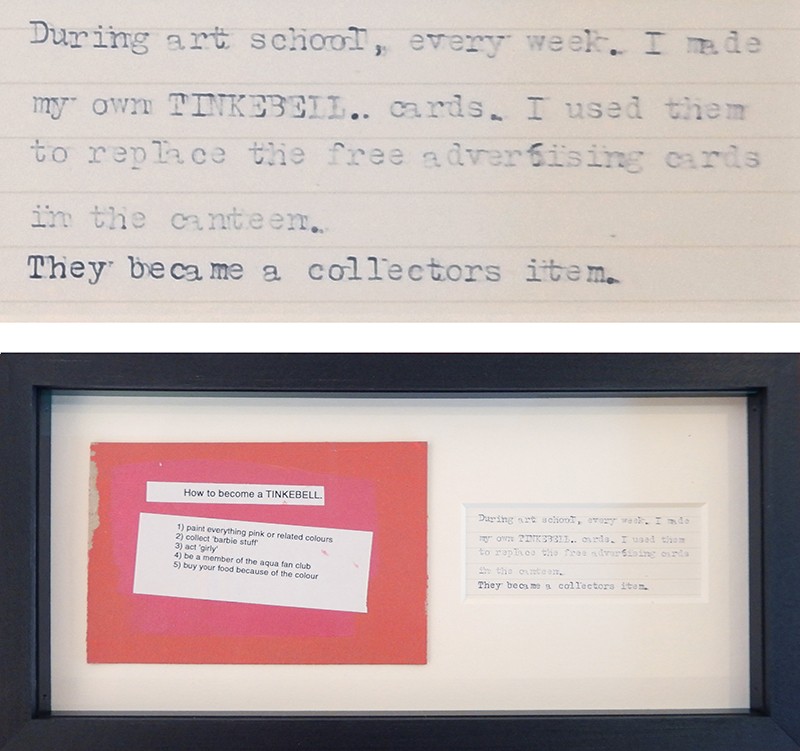 During art school, every week. I made
my own TINKEBELL.. cards. I used them
to replace the free advertising cards
in the canteen.
They became a collectors item.
How to become a TINKEBELL.
1) paint everything pink or related colours
2) collect 'barbie stuff'
3) act 'girly'
4) be a member of the aqua fan club
5) buy your food because of the colour
During art school, every week. I made
my own TINKEBELL.. cards. I used them
to replace the free advertising cards
in the canteen.
They became a collectors item.